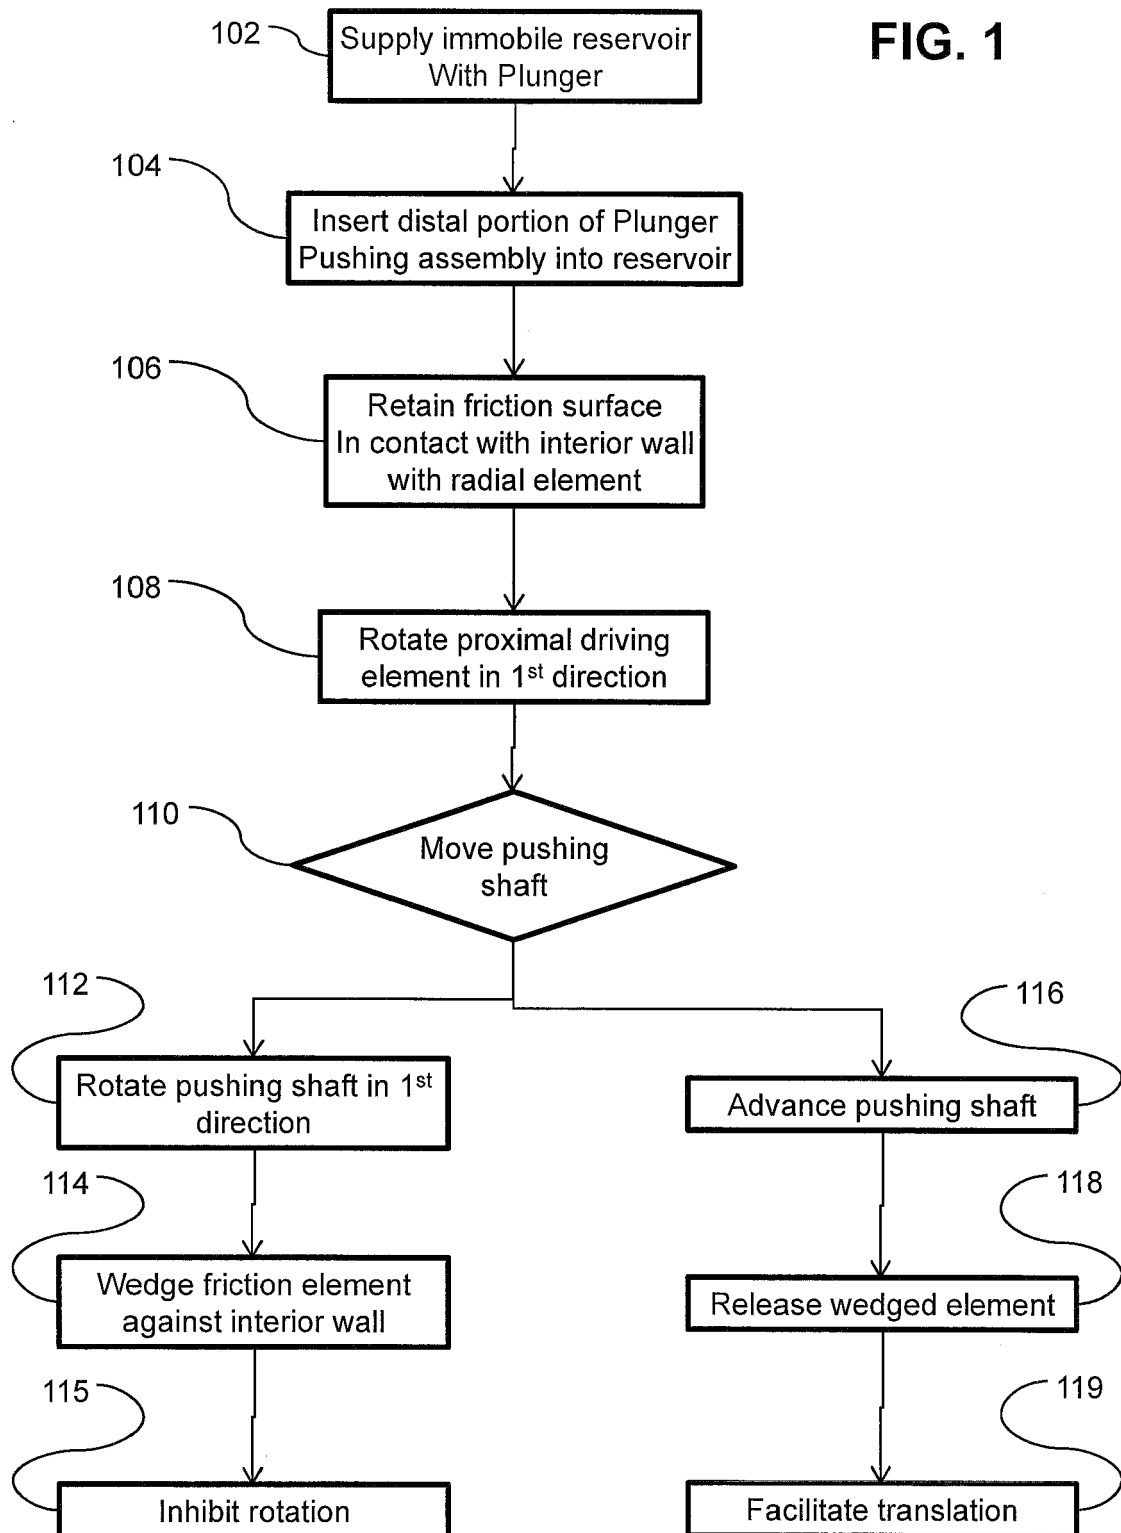 FIG. 1
102
Supply immobile reservoir
With Plunger
104
Insert distal portion of Plunger
Pushing assembly into reservoir
106
Retain friction surface
In contact with interior wall
with radial element
108
Rotate proximal driving
element in 1st direction
110
Move pushing
shaft
112
Rotate pushing shaft in 1st
direction
114
Wedge friction element
against interior wall
115
Inhibit rotation
116
Advance pushing shaft
118
Release wedged element
119
Facilitate translation